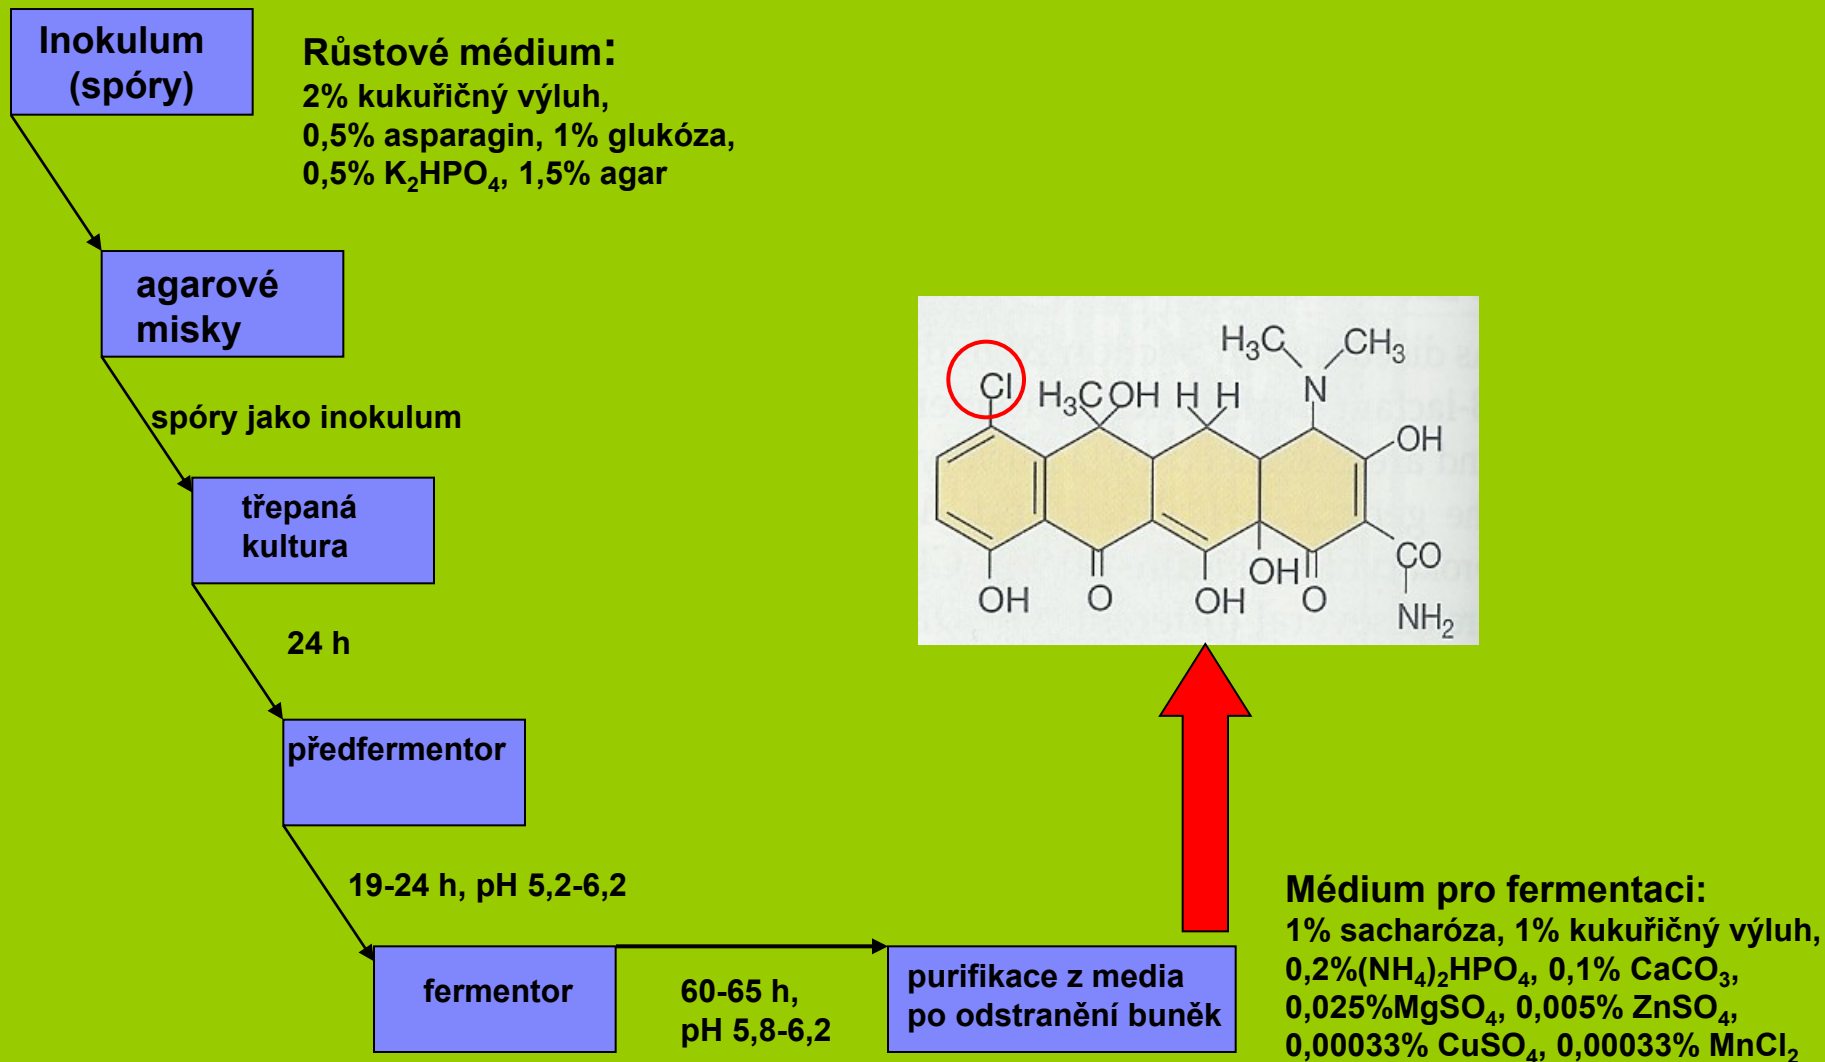 Inokulum
(spóry)
Růstové médium:
2% kukuřičný výluh,
0,5% asparagin, 1% glukóza,
0,5% K₂HPO₄, 1,5% agar
agarové
misky
spóry jako inokulum
třepaná
kultura
24 h
předfermentor
19-24 h, pH 5,2-6,2
fermentor
60-65 h,
pH 5,8-6,2
purifikace z media
po odstranění buněk
H₃C CH₃
Cl H₃C OH H H N
OH
CO
OH O OH OH O
NH₂
Médium pro fermentaci:
1% sacharóza, 1% kukuřičný výluh,
0,2%(NH₄)₂HPO₄, 0,1% CaCO₃,
0,025%MgSO₄, 0,005% ZnSO₄,
0,00033% CuSO₄, 0,00033% MnCl₂